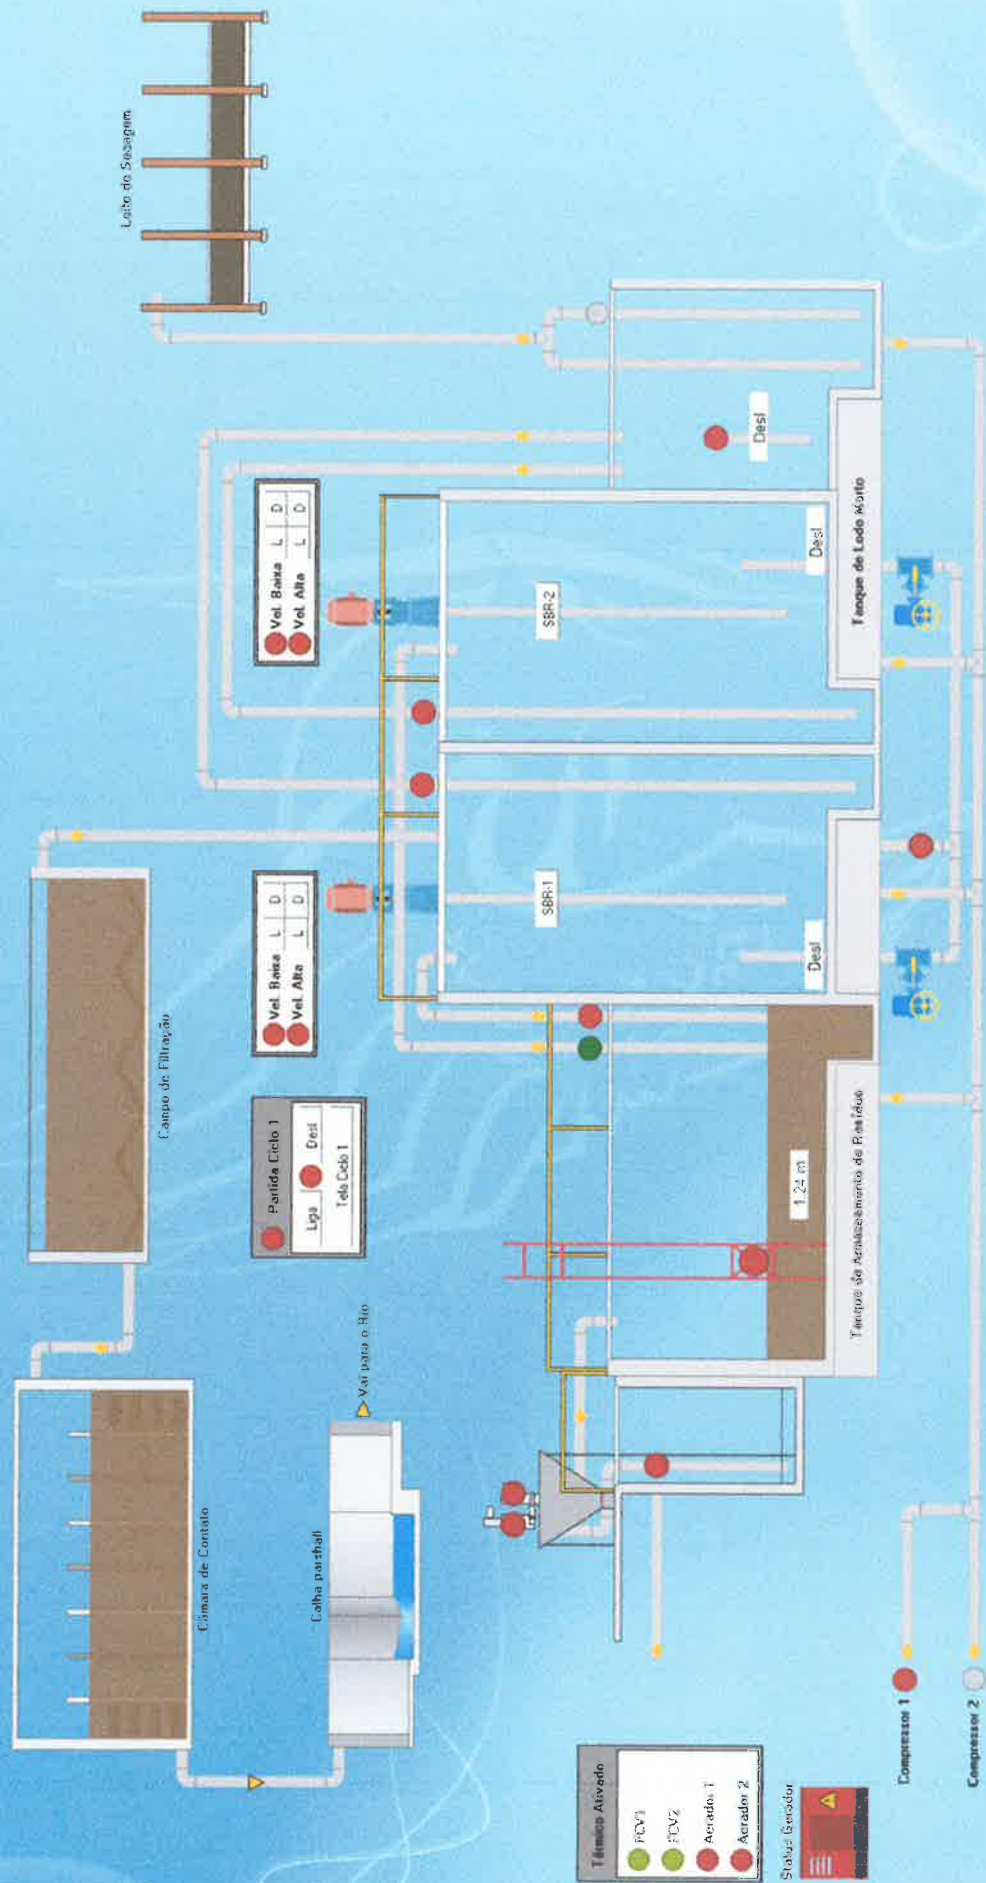 Leito de Secagem
Campo de Filtração
Câmara de Contato
Calha parshall
Vai para o Rio
Partida Ciclo 1
Liga Desl
Tela Ciclo 1
Vel. Baixa L D
Vel. Alta L D
Vel. Baixa L D
Vel. Alta L D
SBR-1
SBR-2
Desl
Desl
Desl
1.24 m
Tanque de Armazenamento de Resíduo
Tanque de Lodo Morto
Térmico Ativado
FCV1
FCV2
Aerador 1
Aerador 2
Status Gerador
Compressor 1
Compressor 2